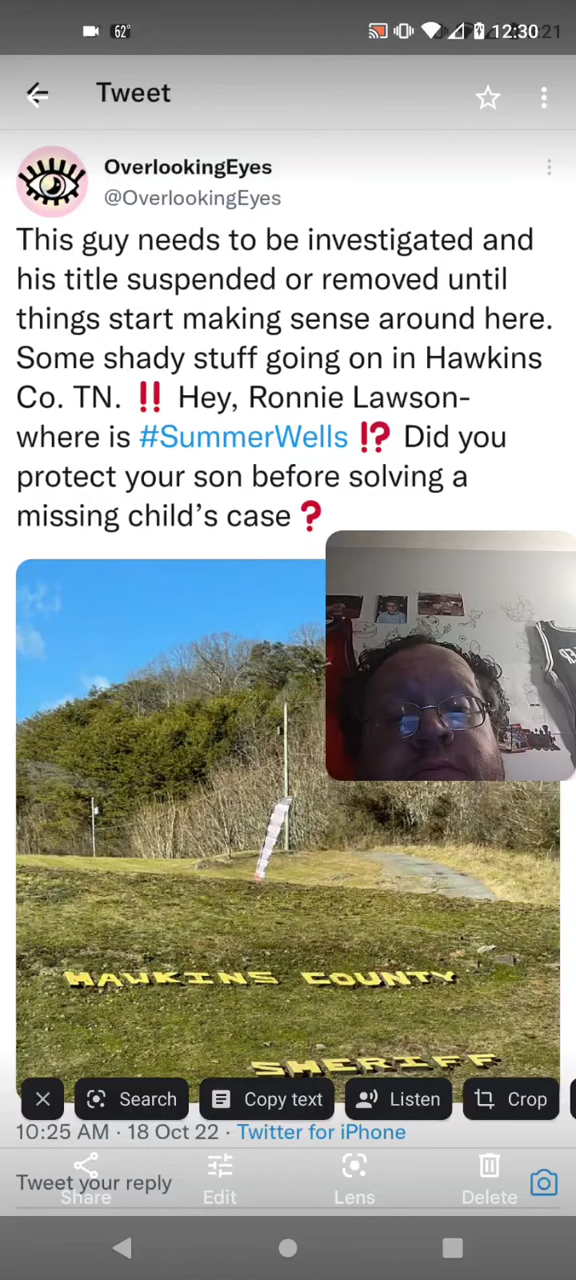 62° 12:30 21
Tweet
OverlookingEyes
@OverlookingEyes
This guy needs to be investigated and
his title suspended or removed until
things start making sense around here.
Some shady stuff going on in Hawkins
Co. TN. ‼️ Hey, Ronnie Lawson-
where is #SummerWells ⁉️ Did you
protect your son before solving a
missing child’s case❓
HAWKINS COUNTY
SHERIFF
Search Copy text Listen Crop
10:25 AM · 18 Oct 22 · Twitter for iPhone
Tweet your reply
Share Edit Lens Delete